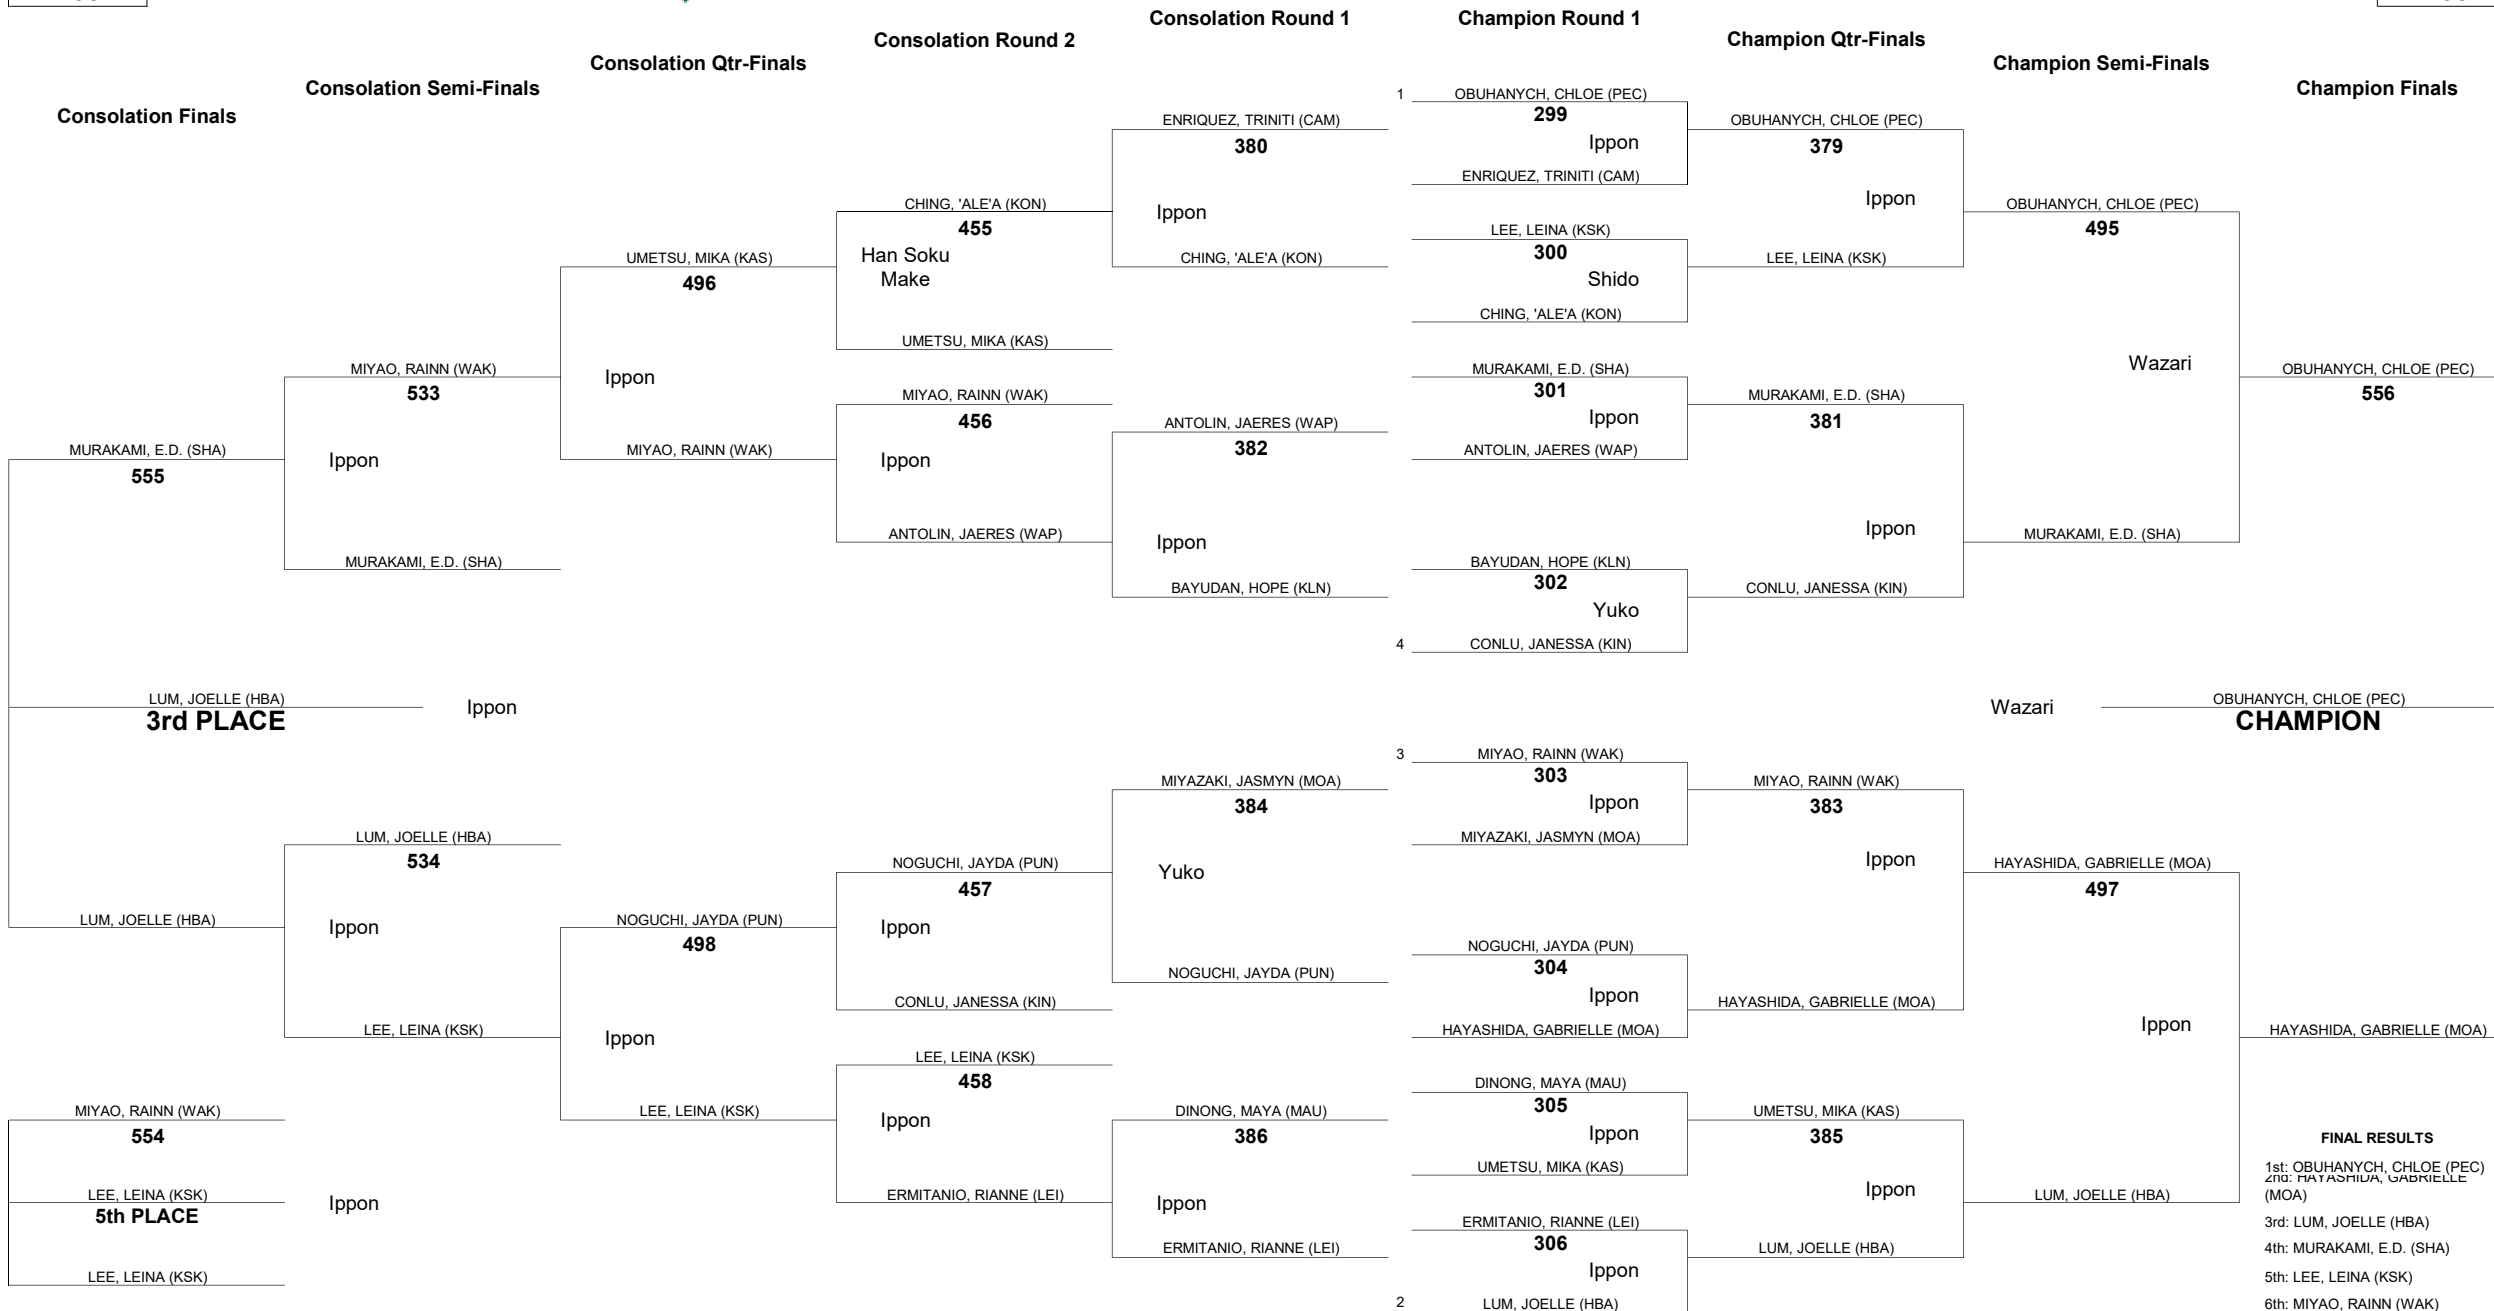 Consolation Round 1
Champion Round 1
Consolation Round 2
Champion Qtr-Finals
Consolation Qtr-Finals
Champion Semi-Finals
Consolation Semi-Finals
Champion Finals
Consolation Finals
1
OBUHANYCH, CHLOE (PEC)
299
Ippon
ENRIQUEZ, TRINITI (CAM)
LEE, LEINA (KSK)
300
Shido
CHING, 'ALE'A (KON)
MURAKAMI, E.D. (SHA)
301
Ippon
ANTOLIN, JAERES (WAP)
BAYUDAN, HOPE (KLN)
302
Yuko
4
CONLU, JANESSA (KIN)
3
MIYAO, RAINN (WAK)
303
Ippon
MIYAZAKI, JASMYN (MOA)
NOGUCHI, JAYDA (PUN)
304
Ippon
HAYASHIDA, GABRIELLE (MOA)
DINONG, MAYA (MAU)
305
Ippon
UMETSU, MIKA (KAS)
ERMITANIO, RIANNE (LEI)
306
Ippon
2
LUM, JOELLE (HBA)
OBUHANYCH, CHLOE (PEC)
379
Ippon
LEE, LEINA (KSK)
MURAKAMI, E.D. (SHA)
381
Ippon
CONLU, JANESSA (KIN)
MIYAO, RAINN (WAK)
383
Ippon
HAYASHIDA, GABRIELLE (MOA)
UMETSU, MIKA (KAS)
385
Ippon
LUM, JOELLE (HBA)
OBUHANYCH, CHLOE (PEC)
495
Wazari
MURAKAMI, E.D. (SHA)
HAYASHIDA, GABRIELLE (MOA)
497
Ippon
LUM, JOELLE (HBA)
OBUHANYCH, CHLOE (PEC)
556
Wazari
OBUHANYCH, CHLOE (PEC)
CHAMPION
HAYASHIDA, GABRIELLE (MOA)
ENRIQUEZ, TRINITI (CAM)
380
Ippon
CHING, 'ALE'A (KON)
ANTOLIN, JAERES (WAP)
382
Ippon
BAYUDAN, HOPE (KLN)
MIYAZAKI, JASMYN (MOA)
384
Yuko
NOGUCHI, JAYDA (PUN)
DINONG, MAYA (MAU)
386
Ippon
ERMITANIO, RIANNE (LEI)
CHING, 'ALE'A (KON)
455
Han Soku
Make
UMETSU, MIKA (KAS)
MIYAO, RAINN (WAK)
456
Ippon
ANTOLIN, JAERES (WAP)
NOGUCHI, JAYDA (PUN)
457
Ippon
CONLU, JANESSA (KIN)
LEE, LEINA (KSK)
458
Ippon
ERMITANIO, RIANNE (LEI)
UMETSU, MIKA (KAS)
496
Ippon
MIYAO, RAINN (WAK)
NOGUCHI, JAYDA (PUN)
498
Ippon
LEE, LEINA (KSK)
MIYAO, RAINN (WAK)
533
Ippon
MURAKAMI, E.D. (SHA)
LUM, JOELLE (HBA)
534
Ippon
LEE, LEINA (KSK)
MURAKAMI, E.D. (SHA)
555
LUM, JOELLE (HBA)
3rd PLACE
Ippon
LUM, JOELLE (HBA)
MIYAO, RAINN (WAK)
554
LEE, LEINA (KSK)
5th PLACE
Ippon
LEE, LEINA (KSK)
FINAL RESULTS
1st: OBUHANYCH, CHLOE (PEC)
2nd: HAYASHIDA, GABRIELLE
(MOA)
3rd: LUM, JOELLE (HBA)
4th: MURAKAMI, E.D. (SHA)
5th: LEE, LEINA (KSK)
6th: MIYAO, RAINN (WAK)